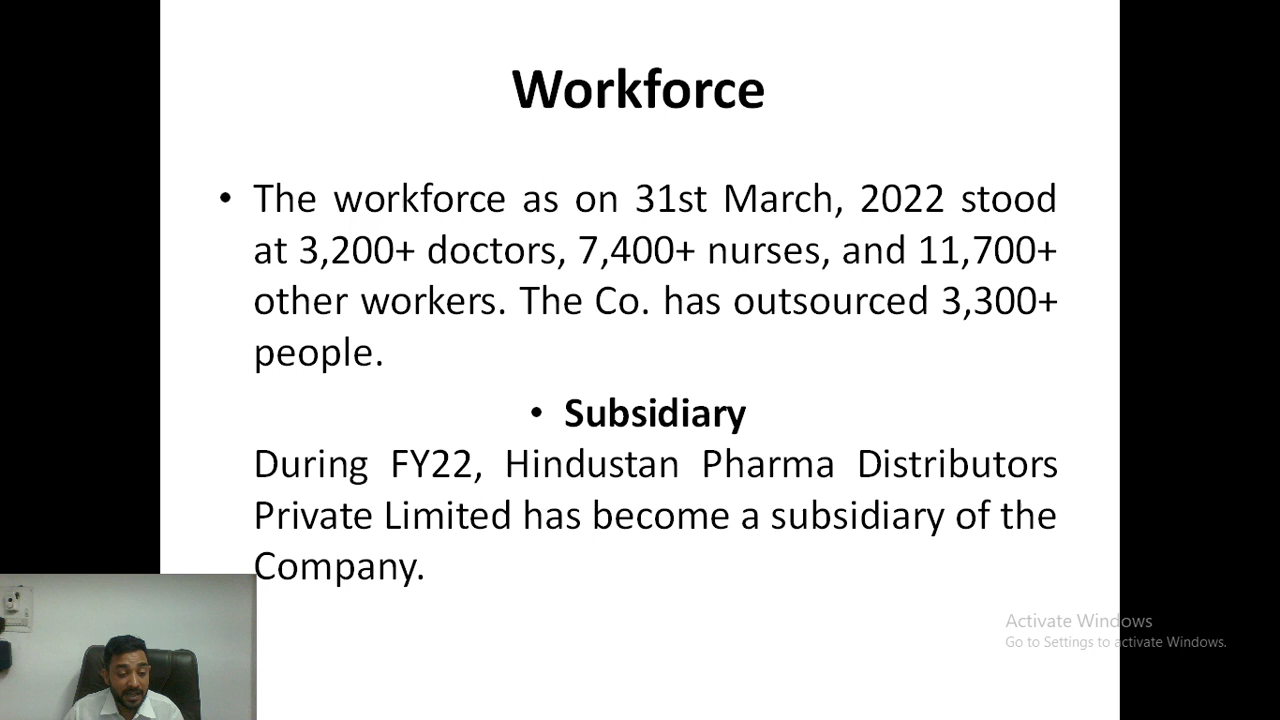 Workforce
• The workforce as on 31st March, 2022 stood
at 3,200+ doctors, 7,400+ nurses, and 11,700+
other workers. The Co. has outsourced 3,300+
people.
• Subsidiary
During FY22, Hindustan Pharma Distributors
Private Limited has become a subsidiary of the
Company.
Activate Windows
Go to Settings to activate Windows.